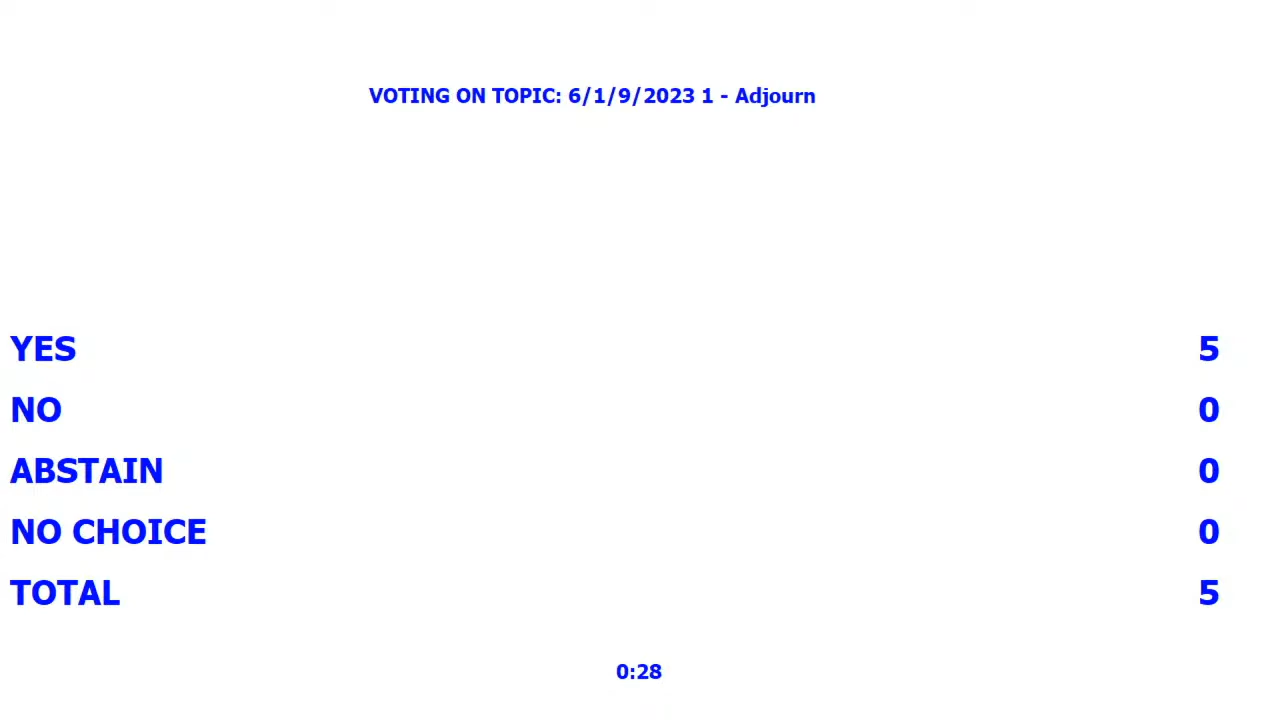 VOTING ON TOPIC: 6/1/9/2023 1 - Adjourn
YES 5
NO 0
ABSTAIN 0
NO CHOICE 0
TOTAL 5
0:28